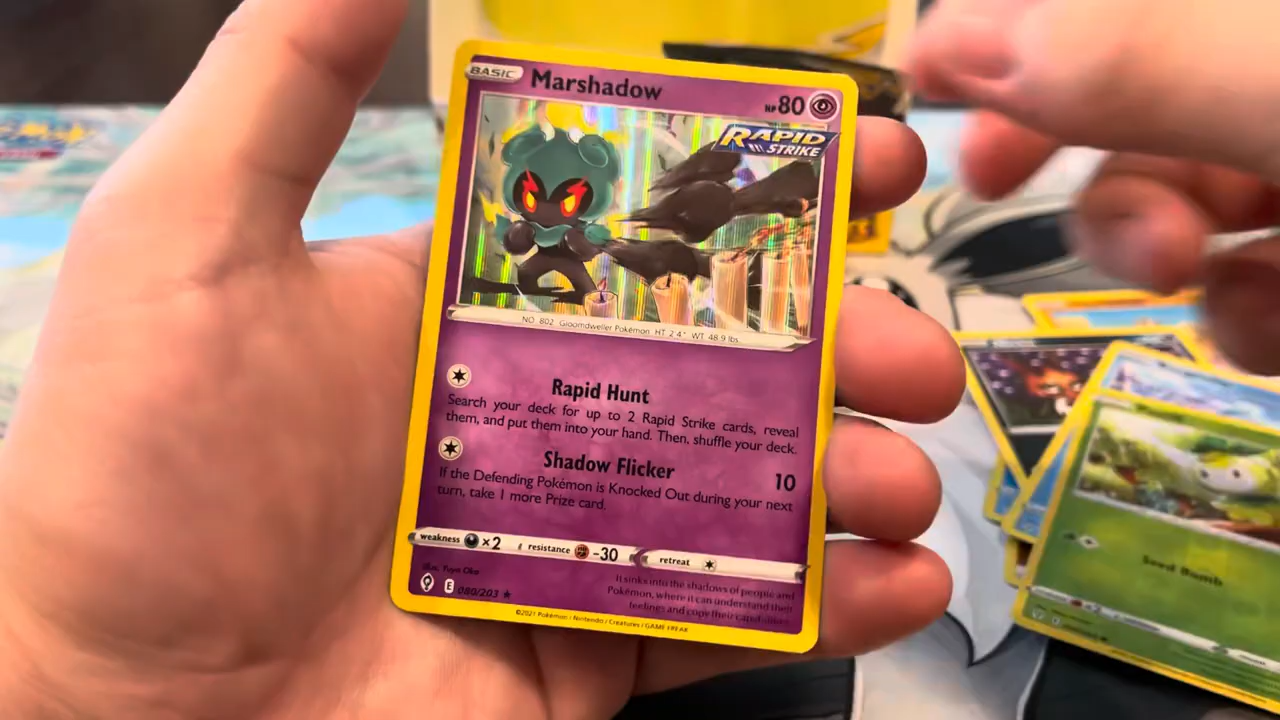 BASIC Marshadow HP 80
RAPID
STRIKE
NO. 802 Gloomdweller Pokémon HT 2'4" WT 48.9 lbs.
Rapid Hunt
Search your deck for up to 2 Rapid Strike cards, reveal
them, and put them into your hand. Then, shuffle your deck.
Shadow Flicker 10
If the Defending Pokémon is Knocked Out during your next
turn, take 1 more Prize card.
weakness ×2 resistance -30 retreat
illus. Yuya Oka
E 080/203 ★
It sinks into the shadows of people and
Pokémon, where it can understand their
feelings and copy their capabilities.
©2021 Pokémon / Nintendo / Creatures / GAME FREAK
Seed Bomb